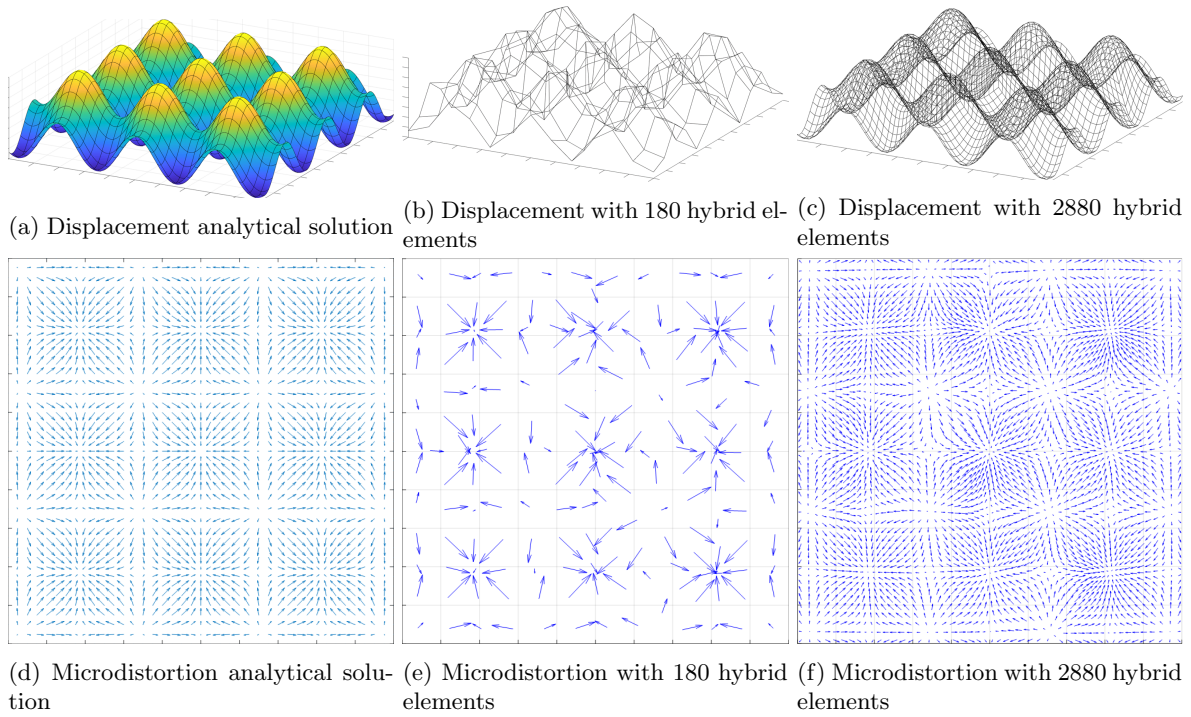 (a) Displacement analytical solution
(b) Displacement with 180 hybrid el-
ements
(c) Displacement with 2880 hybrid
elements
(d) Microdistortion analytical solu-
tion
(e) Microdistortion with 180 hybrid
elements
(f) Microdistortion with 2880 hybrid
elements